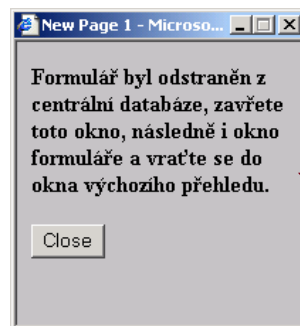 New Page 1 - Microso...
Formulář byl odstraněn z
centrální databáze, zavřete
toto okno, následně i okno
formuláře a vraťte se do
okna výchozího přehledu.
Close